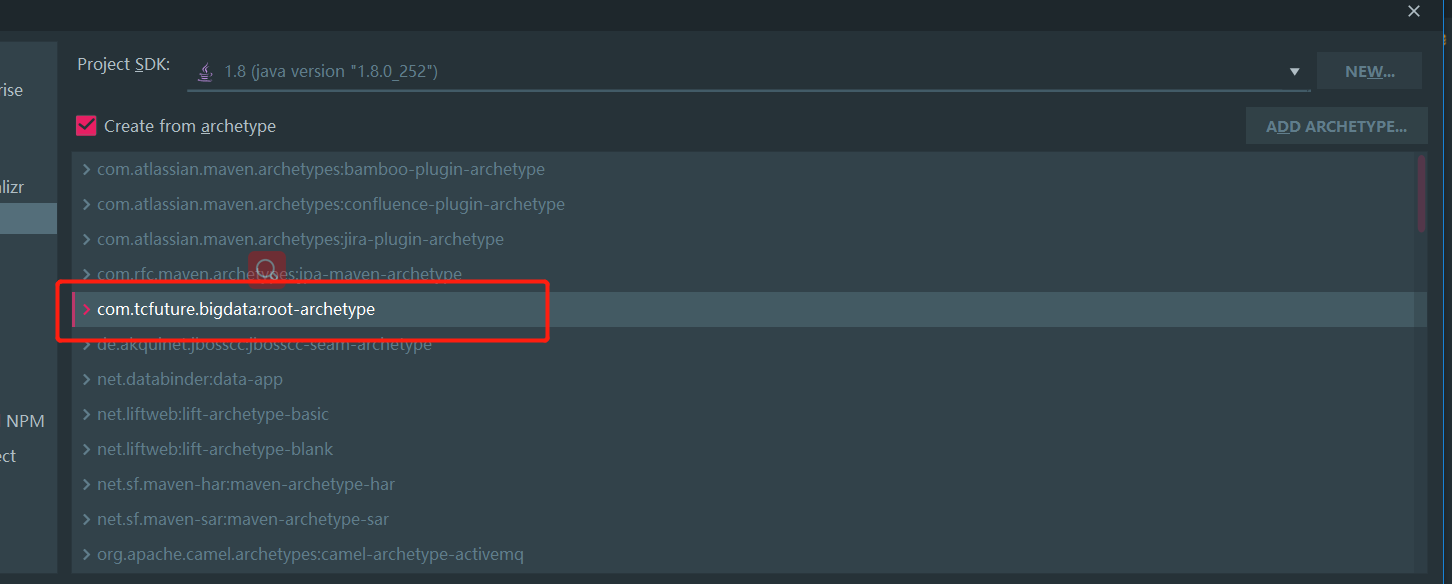 Project SDK:
1.8 (java version "1.8.0_252")
NEW...
rise
Create from archetype
ADD ARCHETYPE...
com.atlassian.maven.archetypes:bamboo-plugin-archetype
lizr
com.atlassian.maven.archetypes:confluence-plugin-archetype
com.atlassian.maven.archetypes:jira-plugin-archetype
com.rfc.maven.archetypes:jpa-maven-archetype
com.tcfuture.bigdata:root-archetype
de.akquinet.jbosscc:jbosscc-seam-archetype
net.databinder:data-app
net.liftweb:lift-archetype-basic
NPM
net.liftweb:lift-archetype-blank
ect
net.sf.maven-har:maven-archetype-har
net.sf.maven-sar:maven-archetype-sar
org.apache.camel.archetypes:camel-archetype-activemq